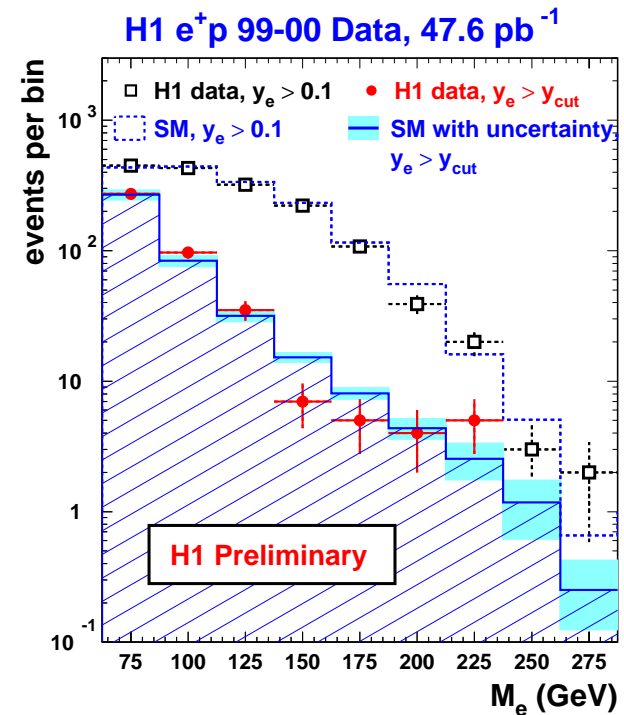 H1 e⁺p 99-00 Data, 47.6 pb⁻¹
H1 data, yₑ > 0.1
H1 data, yₑ > y_cut
SM, yₑ > 0.1
SM with uncertainty,
yₑ > y_cut
events per bin
10³
10²
10
1
10⁻¹
H1 Preliminary
75 100 125 150 175 200 225 250 275
Mₑ (GeV)